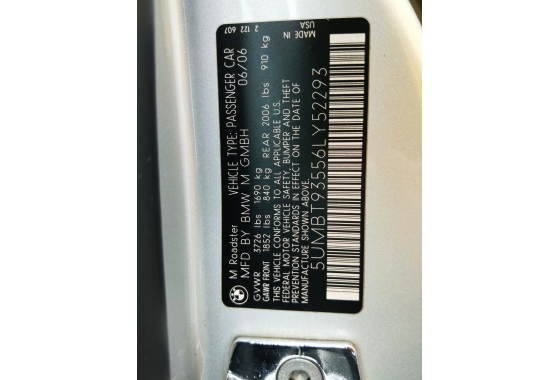 M Roadster VEHICLE TYPE: PASSENGER CAR 2 122 607
MFD BY BMW M GMBH 06/06
GVWR 3726 lbs 1690 kg
GAWR FRONT 1852 lbs 840 kg REAR 2006 lbs 910 kg
THIS VEHICLE CONFORMS TO ALL APPLICABLE U.S.
FEDERAL MOTOR VEHICLE SAFETY, BUMPER AND THEFT
PREVENTION STANDARDS IN EFFECT ON THE DATE OF
MANUFACTURE SHOWN ABOVE.
MADE IN
USA
5UMBT93556LY52293